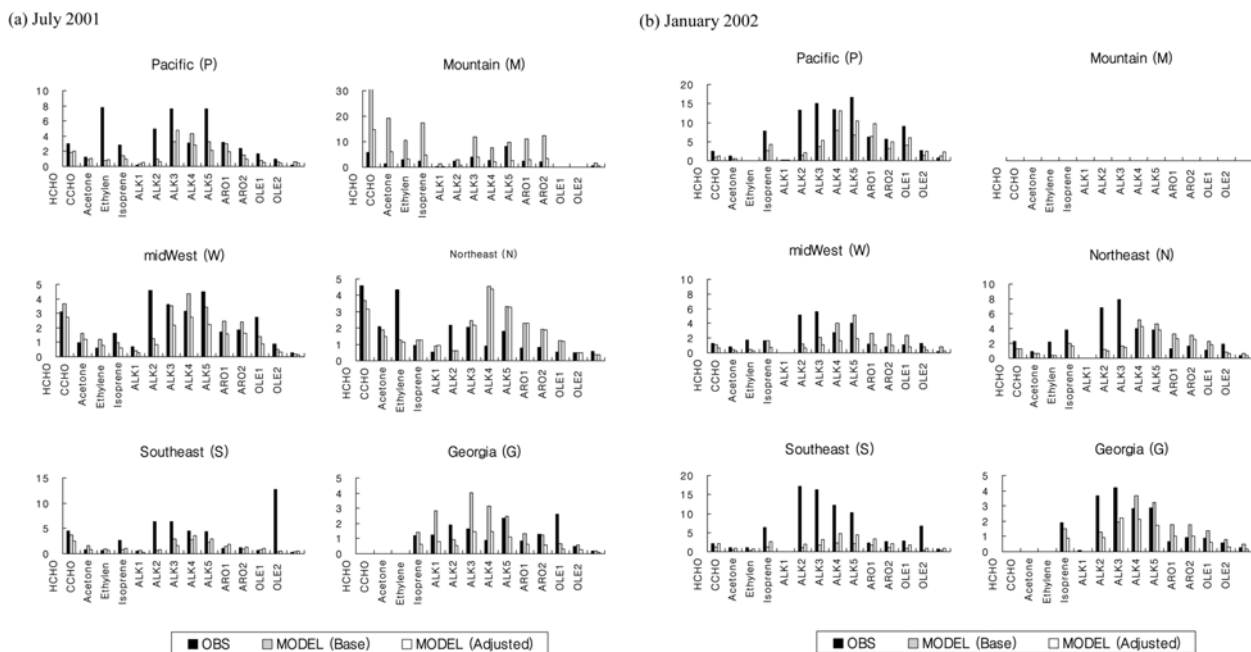 (a) July 2001
(b) January 2002
Pacific (P)
10
8
6
4
2
0
HCHO
CCHO
Acetone
Ethylen
Isoprene
ALK1
ALK2
ALK3
ALK4
ALK5
ARO1
ARO2
OLE1
OLE2
Mountain (M)
30
20
10
0
HCHO
CCHO
Acetone
Ethylen
Isoprene
ALK1
ALK2
ALK3
ALK4
ALK5
ARO1
ARO2
OLE1
OLE2
Pacific (P)
20
15
10
5
0
HCHO
CCHO
Acetone
Ethylen
Isoprene
ALK1
ALK2
ALK3
ALK4
ALK5
ARO1
ARO2
OLE1
OLE2
Mountain (M)
HCHO
CCHO
Acetone
Ethylen
Isoprene
ALK1
ALK2
ALK3
ALK4
ALK5
ARO1
ARO2
OLE1
OLE2
midWest (W)
5
4
3
2
1
0
HCHO
CCHO
Acetone
Ethylen
Isoprene
ALK1
ALK2
ALK3
ALK4
ALK5
ARO1
ARO2
OLE1
OLE2
Northeast (N)
5
4
3
2
1
0
HCHO
CCHO
Acetone
Ethylen
Isoprene
ALK1
ALK2
ALK3
ALK4
ALK5
ARO1
ARO2
OLE1
OLE2
midWest (W)
10
8
6
4
2
0
HCHO
CCHO
Acetone
Ethylen
Isoprene
ALK1
ALK2
ALK3
ALK4
ALK5
ARO1
ARO2
OLE1
OLE2
Northeast (N)
10
8
6
4
2
0
HCHO
CCHO
Acetone
Ethylen
Isoprene
ALK1
ALK2
ALK3
ALK4
ALK5
ARO1
ARO2
OLE1
OLE2
Southeast (S)
15
10
5
0
HCHO
CCHO
Acetone
Ethylen
Isoprene
ALK1
ALK2
ALK3
ALK4
ALK5
ARO1
ARO2
OLE1
OLE2
Georgia (G)
5
4
3
2
1
0
HCHO
CCHO
Acetone
Ethylen
Isoprene
ALK1
ALK2
ALK3
ALK4
ALK5
ARO1
ARO2
OLE1
OLE2
Southeast (S)
20
15
10
5
0
HCHO
CCHO
Acetone
Ethylen
Isoprene
ALK1
ALK2
ALK3
ALK4
ALK5
ARO1
ARO2
OLE1
OLE2
Georgia (G)
5
4
3
2
1
0
HCHO
CCHO
Acetone
Ethylen
Isoprene
ALK1
ALK2
ALK3
ALK4
ALK5
ARO1
ARO2
OLE1
OLE2
OBS MODEL (Base) MODEL (Adjusted)
OBS MODEL (Base) MODEL (Adjusted)